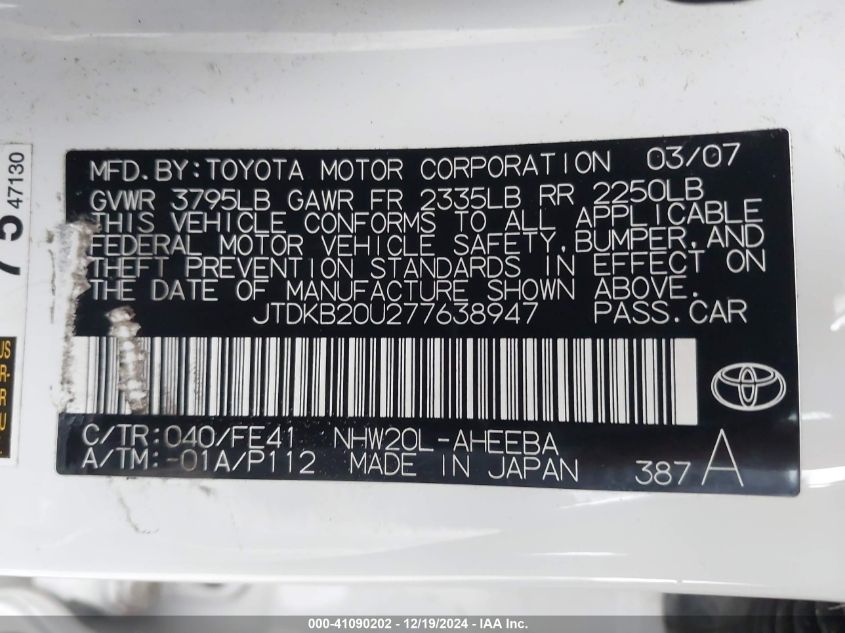 MFD.BY:TOYOTA MOTOR CORPORATION 03/07
GVWR 3795LB GAWR FR 2335LB RR 2250LB
THIS VEHICLE CONFORMS TO ALL APPLICABLE
FEDERAL MOTOR VEHICLE SAFETY,BUMPER,AND
THEFT PREVENTION STANDARDS IN EFFECT ON
THE DATE OF MANUFACTURE SHOWN ABOVE.
JTDKB20U277638947 PASS.CAR
C/TR:040/FE41 NHW20L-AHEEBA
A/TM:-01A/P112 MADE IN JAPAN 387 A
47130
000-41090202 - 12/19/2024 - IAA Inc.